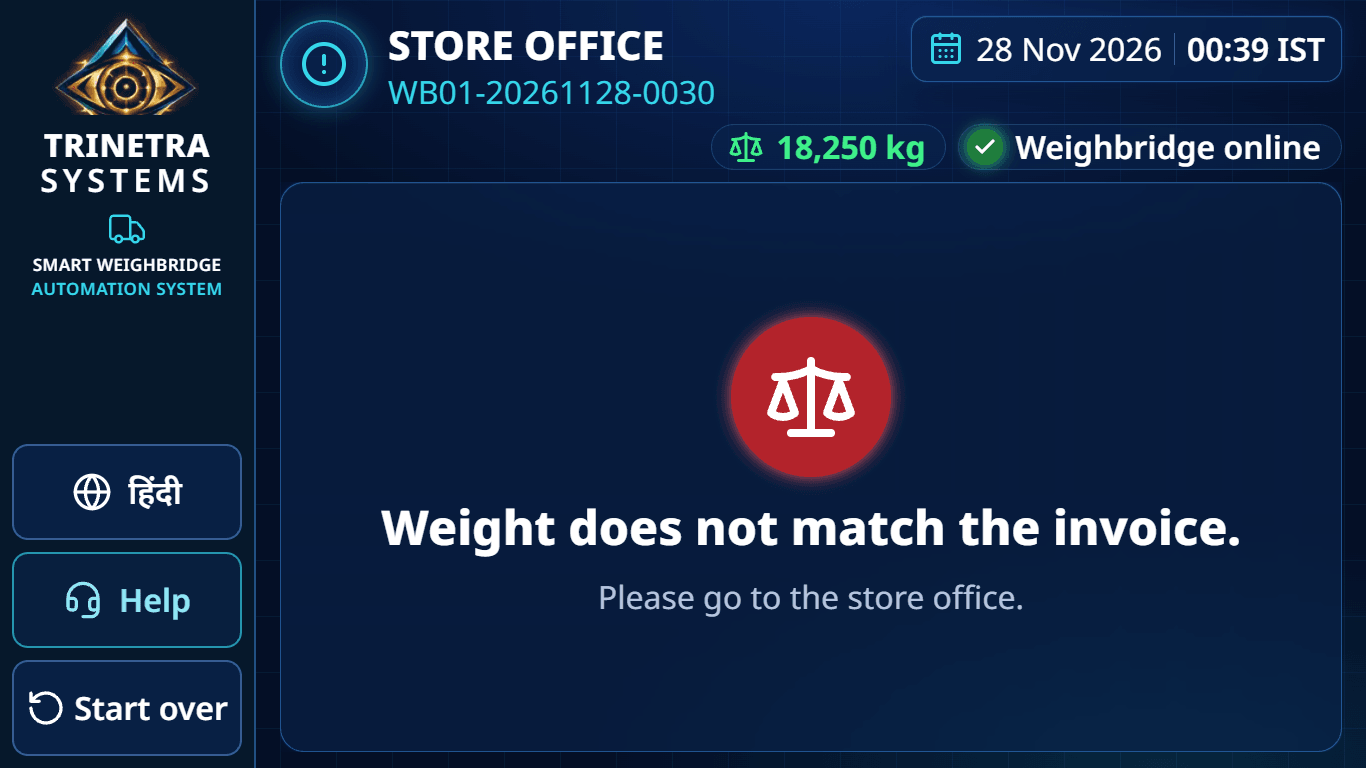 TRINETRA
SYSTEMS
SMART WEIGHBRIDGE
AUTOMATION SYSTEM
हिंदी
Help
Start over
STORE OFFICE
WB01-20261128-0030
28 Nov 2026
00:39 IST
18,250 kg
Weighbridge online
Weight does not match the invoice.
Please go to the store office.